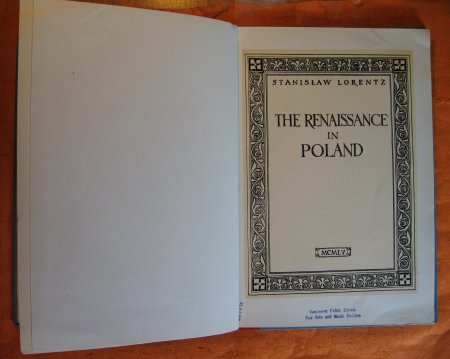 STANISŁAW LORENTZ
THE RENAISSANCE
IN
POLAND
MCMLV
Vancouver Public Library
Fine Arts and Music Division